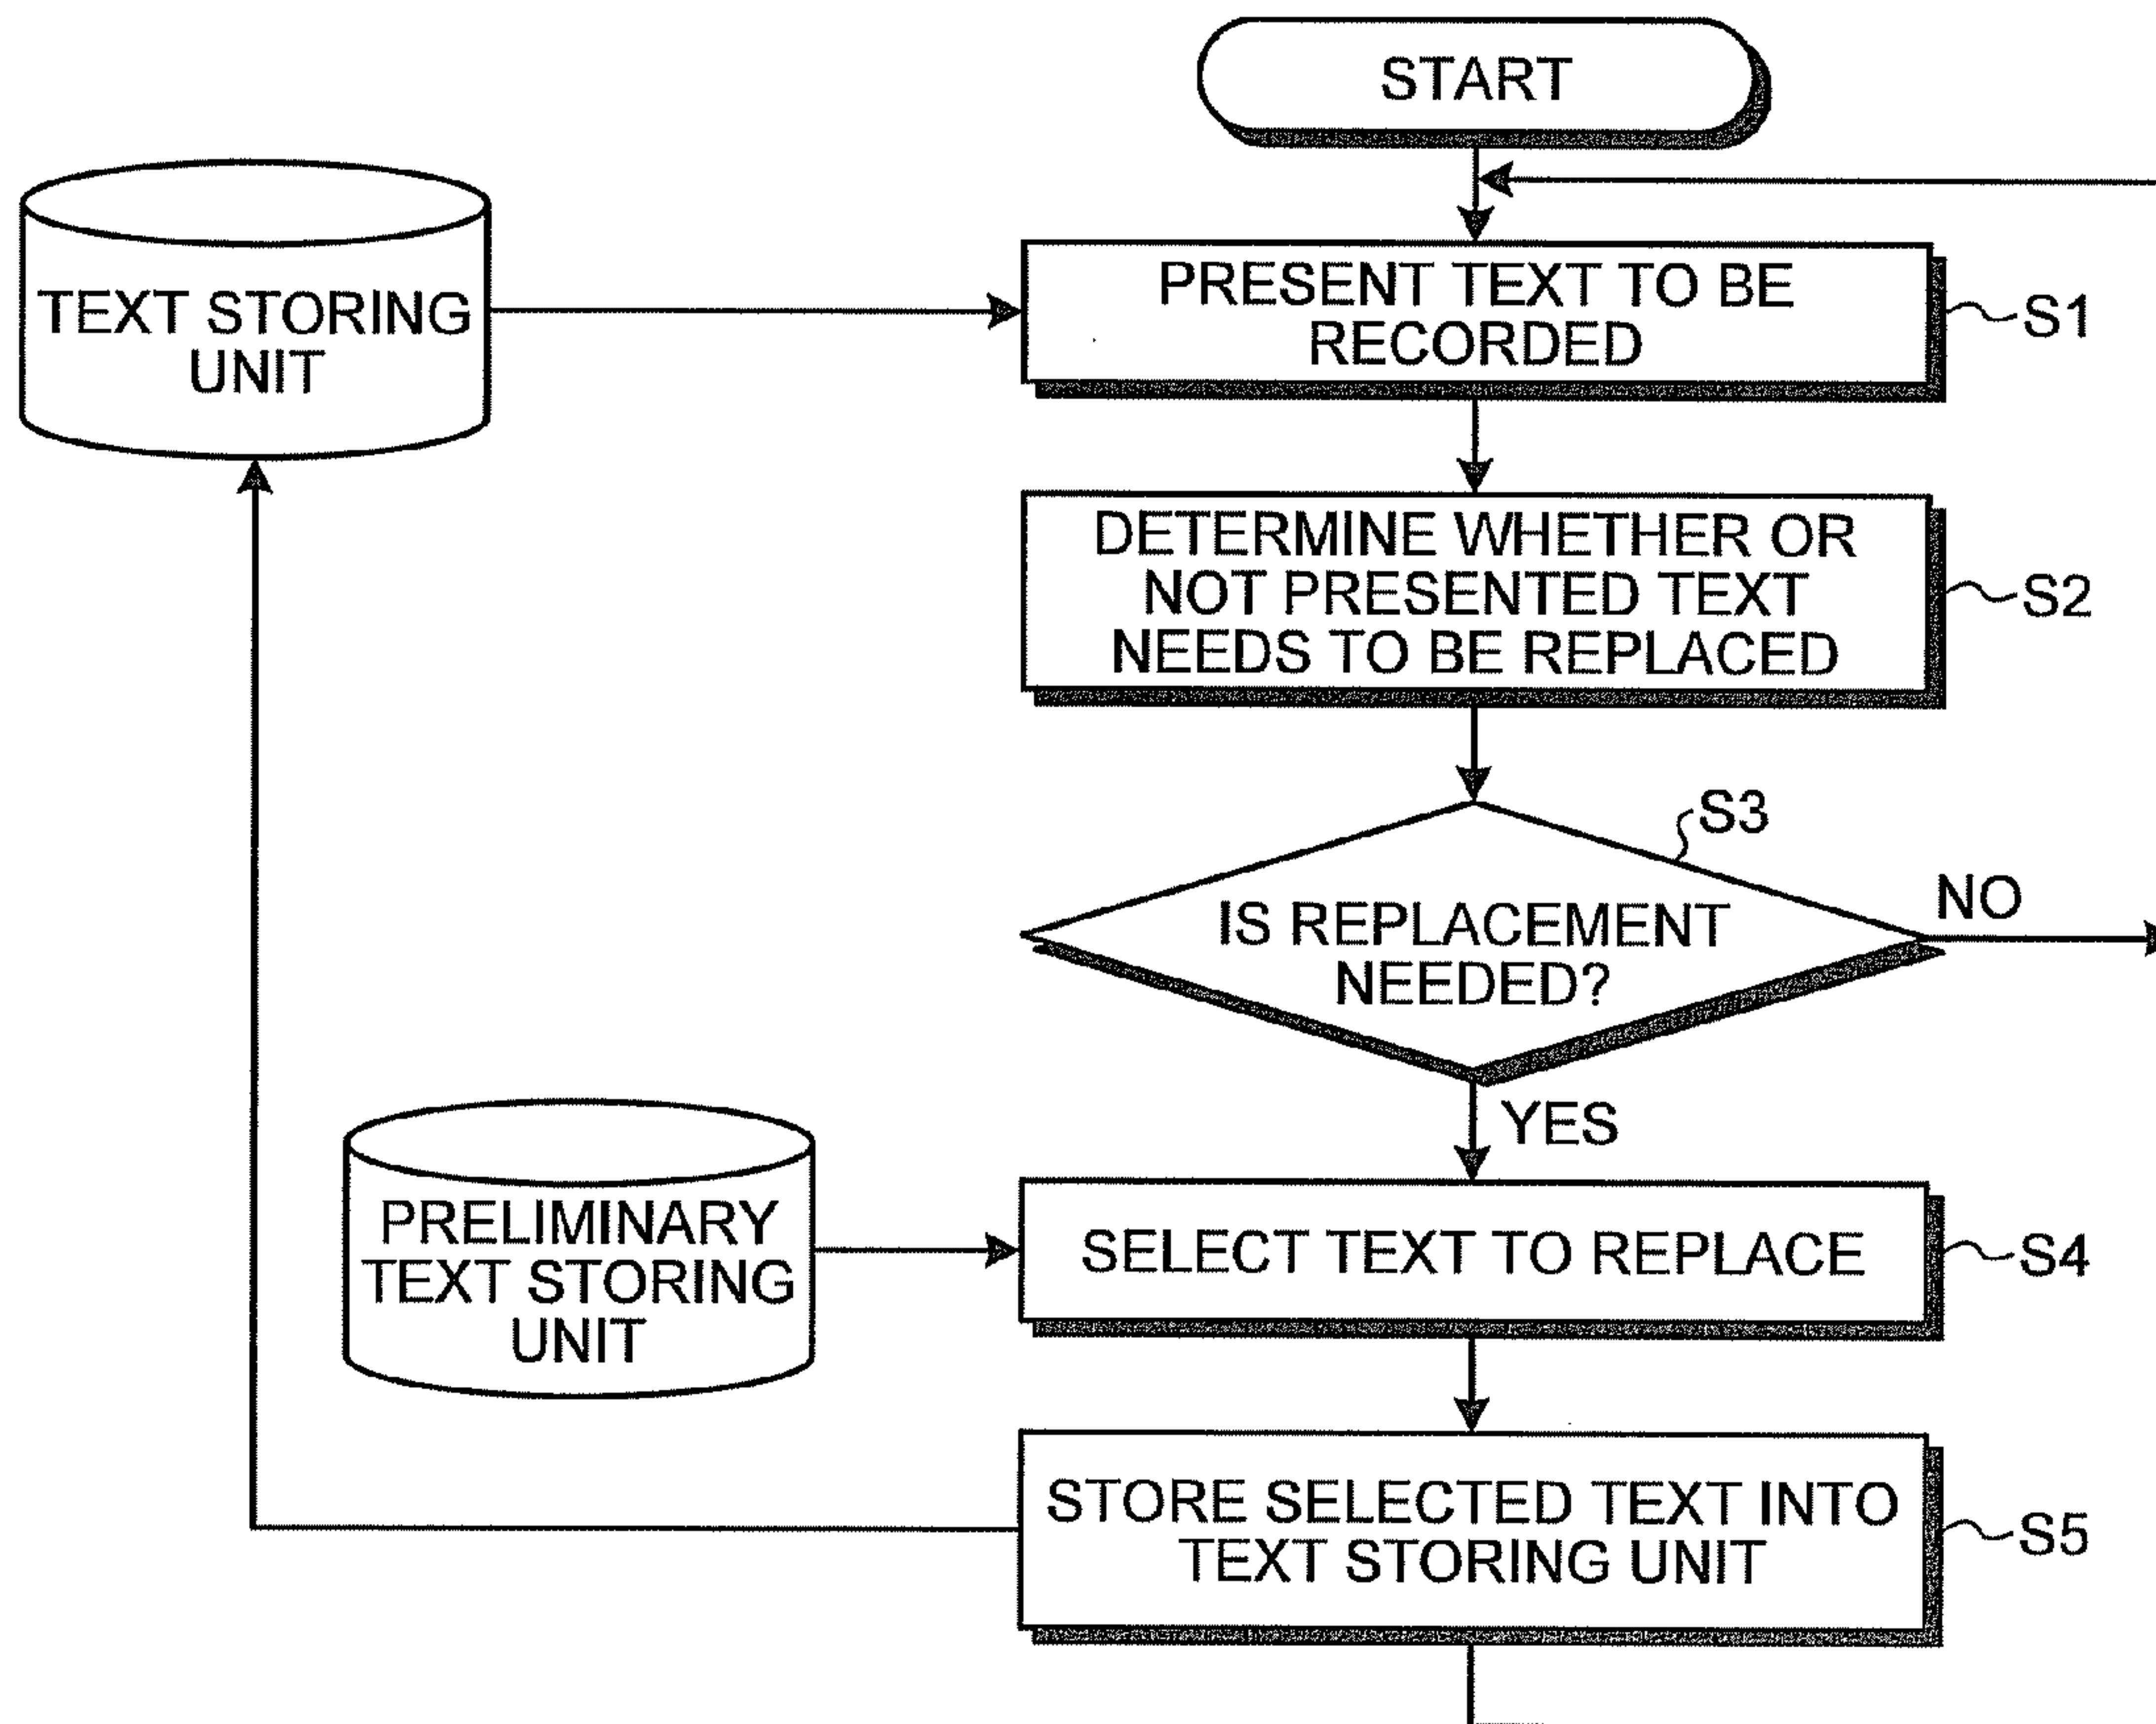 START
TEXT STORING
UNIT
PRESENT TEXT TO BE
RECORDED
S1
DETERMINE WHETHER OR
NOT PRESENTED TEXT
NEEDS TO BE REPLACED
S2
S3
IS REPLACEMENT
NEEDED?
NO
YES
PRELIMINARY
TEXT STORING
UNIT
SELECT TEXT TO REPLACE
S4
STORE SELECTED TEXT INTO
TEXT STORING UNIT
S5